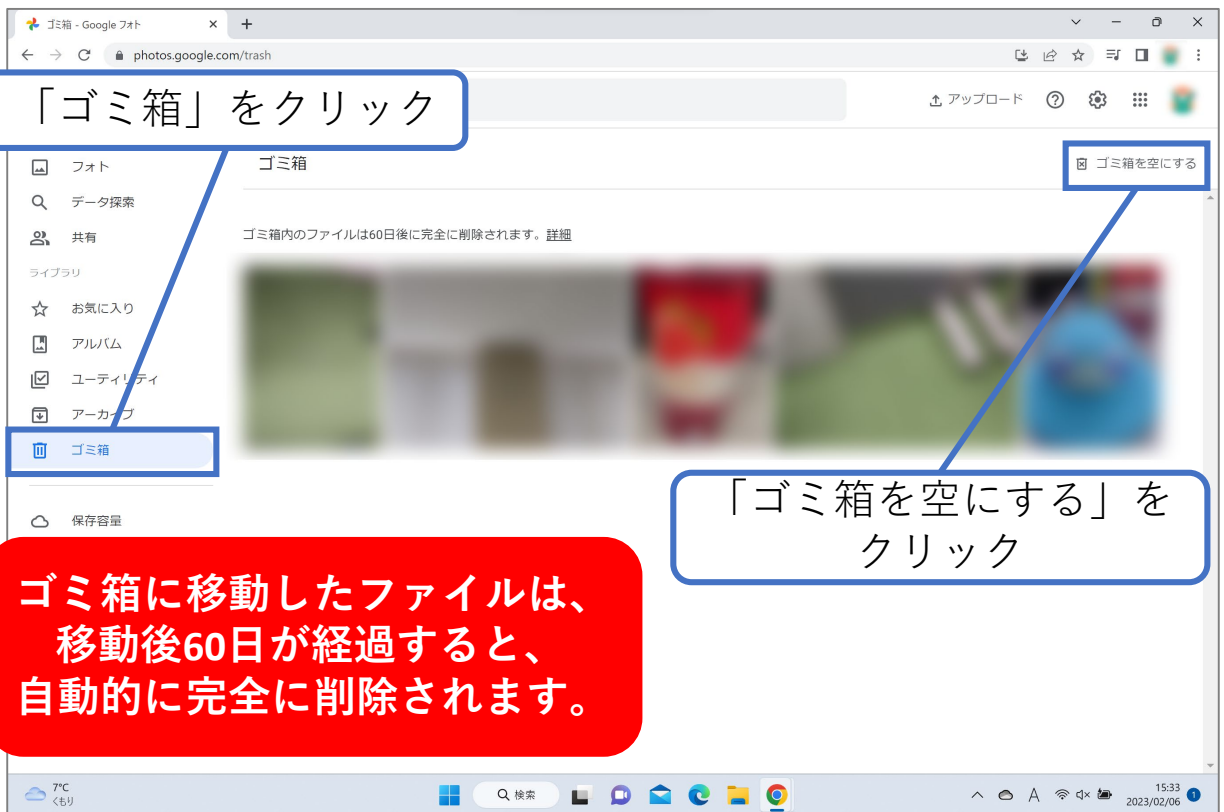 ゴミ箱 - Google フォト
photos.google.com/trash
「ゴミ箱」をクリック
アップロード
フォト
ゴミ箱
ゴミ箱を空にする
データ探索
共有
ゴミ箱内のファイルは60日後に完全に削除されます。詳細
ライブラリ
お気に入り
アルバム
ユーティリティ
アーカイブ
ゴミ箱
「ゴミ箱を空にする」を
クリック
保存容量
ゴミ箱に移動したファイルは、
移動後60日が経過すると、
自動的に完全に削除されます。
7°C
くもり
検索
A
15:33
2023/02/06
1